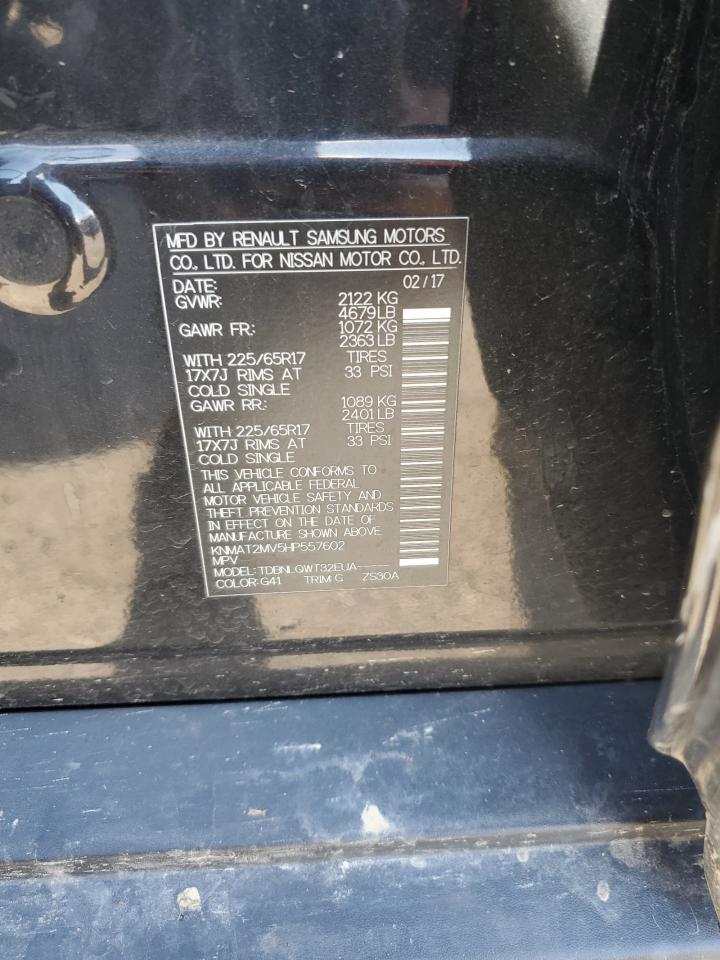 MFD BY RENAULT SAMSUNG MOTORS
CO., LTD. FOR NISSAN MOTOR CO., LTD.
DATE: 02/17
GVWR: 2122 KG
4679LB
GAWR FR: 1072 KG
2363 LB
WITH 225/65R17 TIRES
17X7J RIMS AT 33 PSI
COLD SINGLE
GAWR RR: 1089 KG
2401 LB
WITH 225/65R17 TIRES
17X7J RIMS AT 33 PSI
COLD SINGLE
THIS VEHICLE CONFORMS TO
ALL APPLICABLE FEDERAL
MOTOR VEHICLE SAFETY AND
THEFT PREVENTION STANDARDS
IN EFFECT ON THE DATE OF
MANUFACTURE SHOWN ABOVE
KNMAT2MV5HP557602
MPV
MODEL: TDBNLQWT32EUA-----
COLOR: G41 TRIM G ZS30A